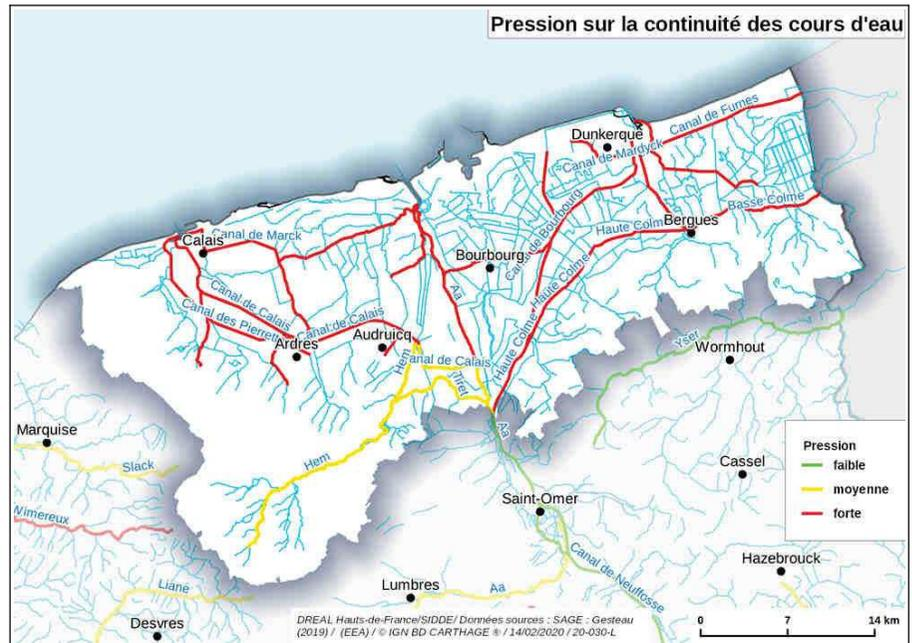 Pression sur la continuité des cours d'eau
Canal de Furnes
Dunkerque
Canal de Mardyck
Basse Colme
Haute Colm
Bergues
Canal de Bourbourg
Canal de Marck
Calais
Bourbourg
Haute Colme
Aa
Canal de Calais
Canal des Pierrett
Canal de Calais
Audruicq
Ardres
Haute Colme
Hem
anal de Calais
Tiret
Yser
Wormhout
Aa
Marquise
Slack
Hem
Cassel
Pression
faible
moyenne
forte
Saint-Omer
Wimereux
Canal de Neuffosse
Hazebrouck
Liane
Lumbres
Aa
Desvres
DREAL Hauts-de-France/SIDDE/ Données sources : SAGE : Gesteau
(2019) / (EEA) / © IGN BD CARTHAGE ® / 14/02/2020 / 20-030-L
0 7 14 km